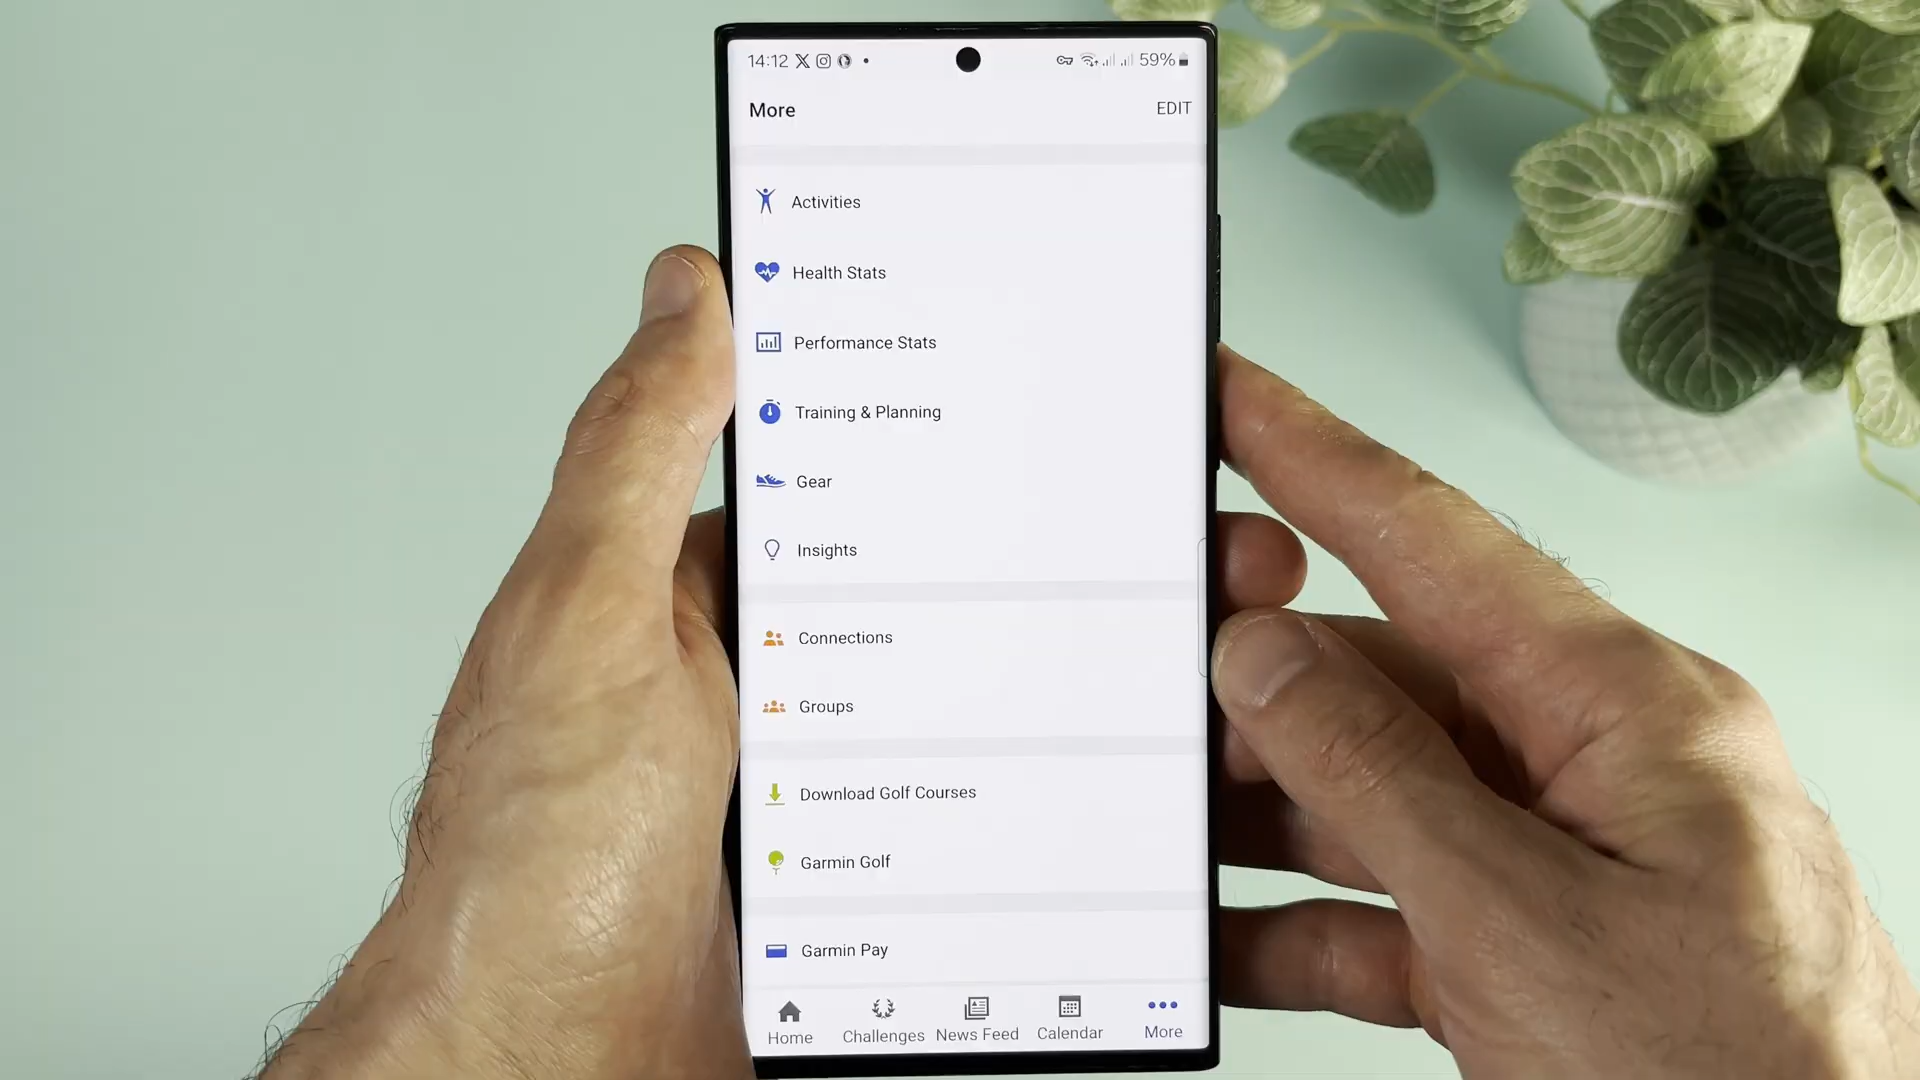 14:12 59%
More EDIT
Activities
Health Stats
Performance Stats
Training & Planning
Gear
Insights
Connections
Groups
Download Golf Courses
Garmin Golf
Garmin Pay
Home Challenges News Feed Calendar More